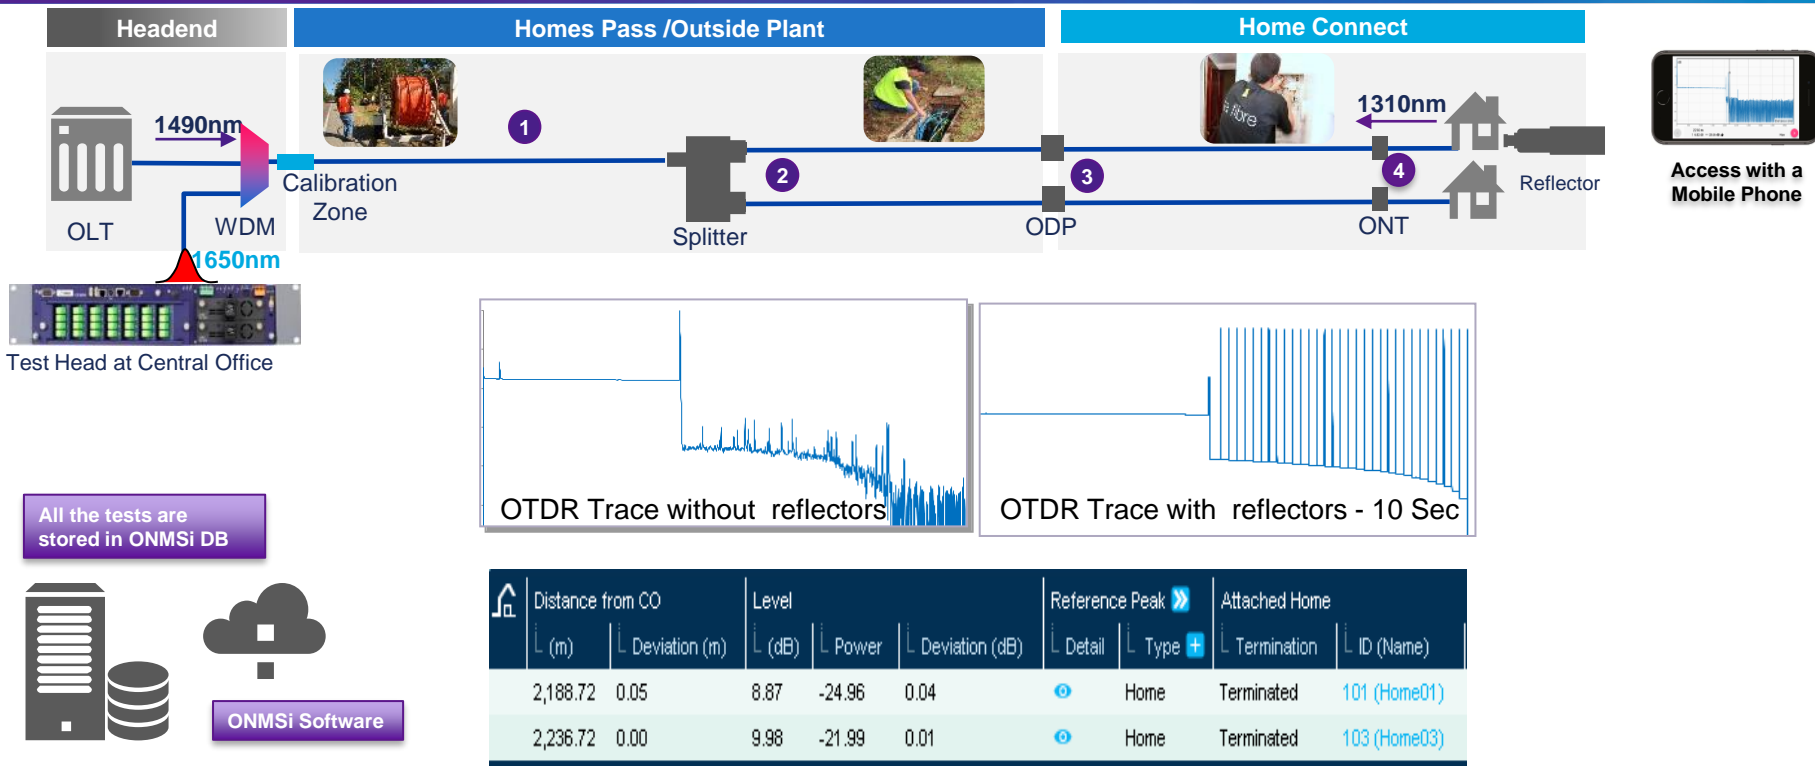 Headend
Homes Pass /Outside Plant
Home Connect
1490nm
1
1310nm
2
3
4
Calibration
Zone
Reflector
Access with a
Mobile Phone
OLT
WDM
Splitter
ODP
ONT
1650nm
Test Head at Central Office
e fibre
OTDR Trace without reflectors
OTDR Trace with reflectors - 10 Sec
All the tests are
stored in ONMSi DB
ONMSi Software
Distance from CO Level Reference Peak Attached Home
(m) Deviation (m) (dB) Power Deviation (dB) Detail Type + Termination ID (Name)
2,188.72 0.05 8.87 -24.96 0.04 Home Terminated 101 (Home01)
2,236.72 0.00 9.98 -21.99 0.01 Home Terminated 103 (Home03)